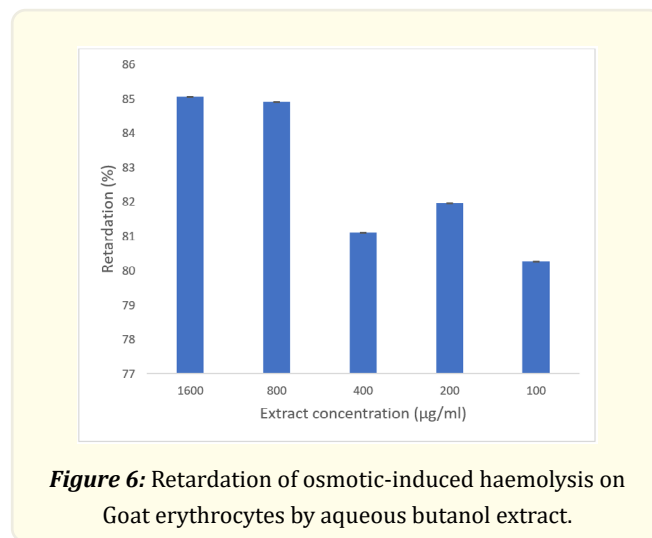 86
85
84
83
82
81
80
79
78
77
Retardation (%)
1600 800 400 200 100
Extract concentration (µg/ml)
Figure 6: Retardation of osmotic-induced haemolysis on
Goat erythrocytes by aqueous butanol extract.